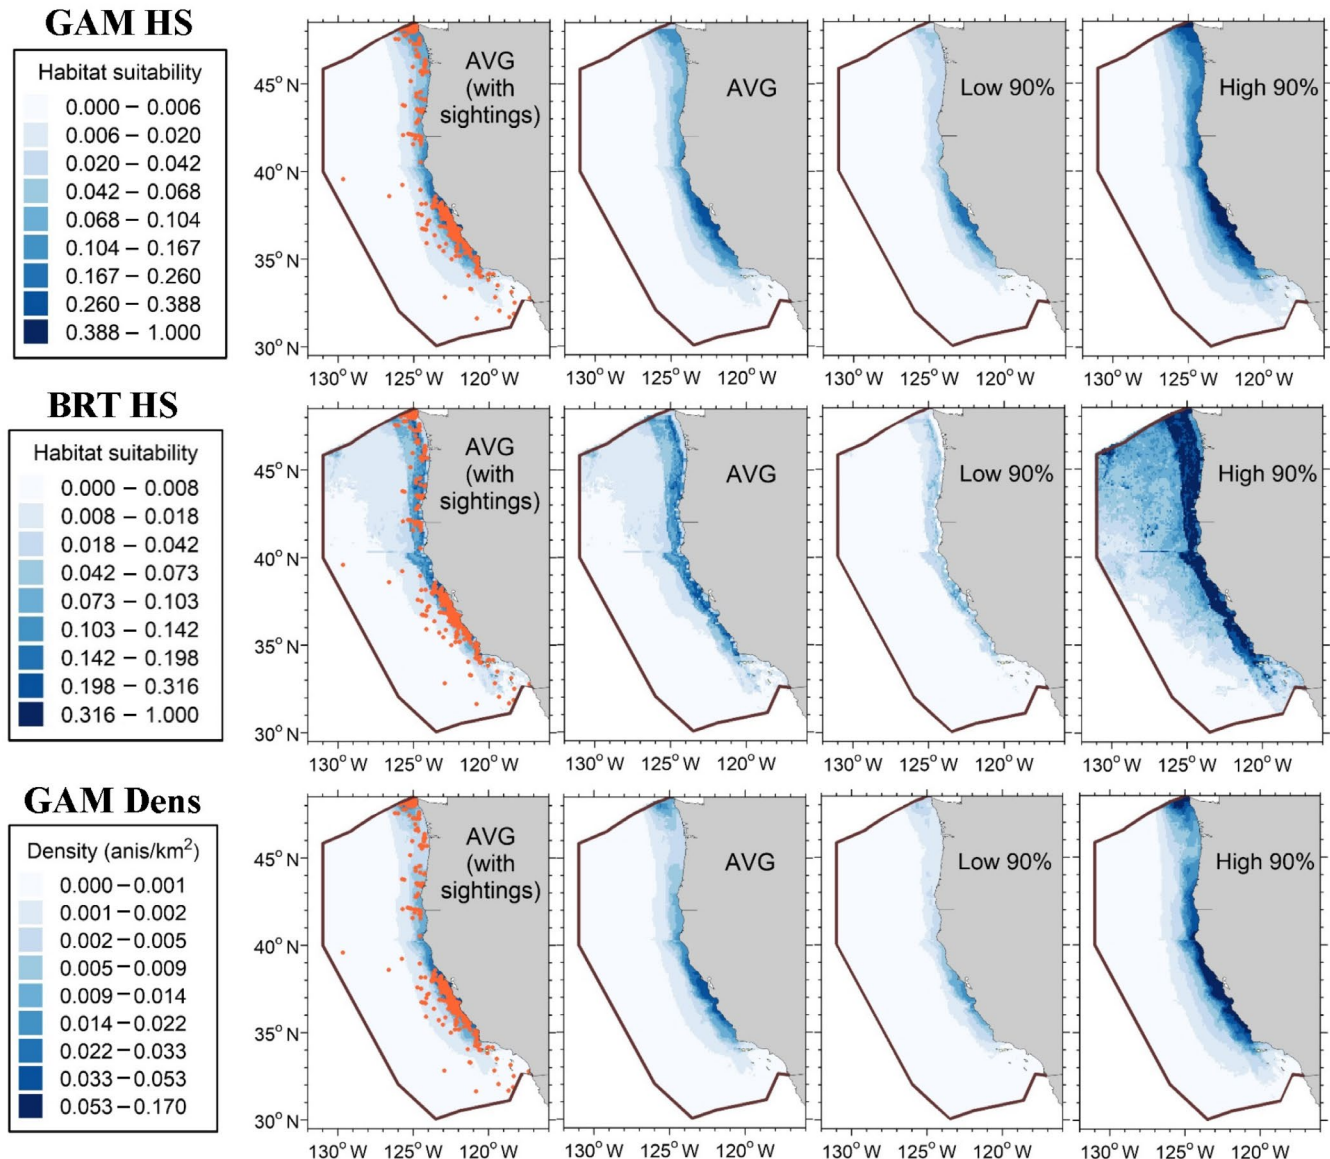 GAM HS
Habitat suitability
0.000 – 0.006
0.006 – 0.020
0.020 – 0.042
0.042 – 0.068
0.068 – 0.104
0.104 – 0.167
0.167 – 0.260
0.260 – 0.388
0.388 – 1.000
AVG
(with
sightings)
AVG
Low 90%
High 90%
45° N
40° N
35° N
30° N
130° W 125° W 120° W
130° W 125° W 120° W
130° W 125° W 120° W
130° W 125° W 120° W
BRT HS
Habitat suitability
0.000 – 0.008
0.008 – 0.018
0.018 – 0.042
0.042 – 0.073
0.073 – 0.103
0.103 – 0.142
0.142 – 0.198
0.198 – 0.316
0.316 – 1.000
AVG
(with
sightings)
AVG
Low 90%
High 90%
45° N
40° N
35° N
30° N
130° W 125° W 120° W
130° W 125° W 120° W
130° W 125° W 120° W
130° W 125° W 120° W
GAM Dens
Density (anis/km²)
0.000 – 0.001
0.001 – 0.002
0.002 – 0.005
0.005 – 0.009
0.009 – 0.014
0.014 – 0.022
0.022 – 0.033
0.033 – 0.053
0.053 – 0.170
AVG
(with
sightings)
AVG
Low 90%
High 90%
45° N
40° N
35° N
30° N
130° W 125° W 120° W
130° W 125° W 120° W
130° W 125° W 120° W
130° W 125° W 120° W